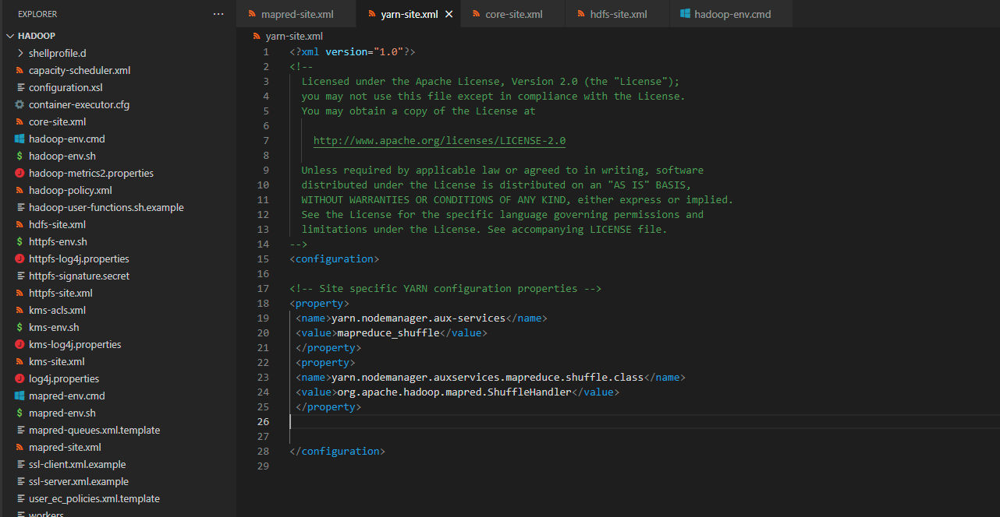 EXPLORER
HADOOP
shellprofile.d
capacity-scheduler.xml
configuration.xsl
container-executor.cfg
core-site.xml
hadoop-env.cmd
hadoop-env.sh
hadoop-metrics2.properties
hadoop-policy.xml
hadoop-user-functions.sh.example
hdfs-site.xml
httpfs-env.sh
httpfs-log4j.properties
httpfs-signature.secret
httpfs-site.xml
kms-acls.xml
kms-env.sh
kms-log4j.properties
kms-site.xml
log4j.properties
mapred-env.cmd
mapred-env.sh
mapred-queues.xml.template
mapred-site.xml
ssl-client.xml.example
ssl-server.xml.example
user_ec_policies.xml.template
workers
mapred-site.xml yarn-site.xml core-site.xml hdfs-site.xml hadoop-env.cmd
yarn-site.xml
1 <?xml version="1.0"?>
2 <!--
3 Licensed under the Apache License, Version 2.0 (the "License");
4 you may not use this file except in compliance with the License.
5 You may obtain a copy of the License at
6
7 http://www.apache.org/licenses/LICENSE-2.0
8
9 Unless required by applicable law or agreed to in writing, software
10 distributed under the License is distributed on an "AS IS" BASIS,
11 WITHOUT WARRANTIES OR CONDITIONS OF ANY KIND, either express or implied.
12 See the License for the specific language governing permissions and
13 limitations under the License. See accompanying LICENSE file.
14 -->
15 <configuration>
16
17 <!-- Site specific YARN configuration properties -->
18 <property>
19 <name>yarn.nodemanager.aux-services</name>
20 <value>mapreduce_shuffle</value>
21 </property>
22 <property>
23 <name>yarn.nodemanager.auxservices.mapreduce.shuffle.class</name>
24 <value>org.apache.hadoop.mapred.ShuffleHandler</value>
25 </property>
26
27
28 </configuration>
29